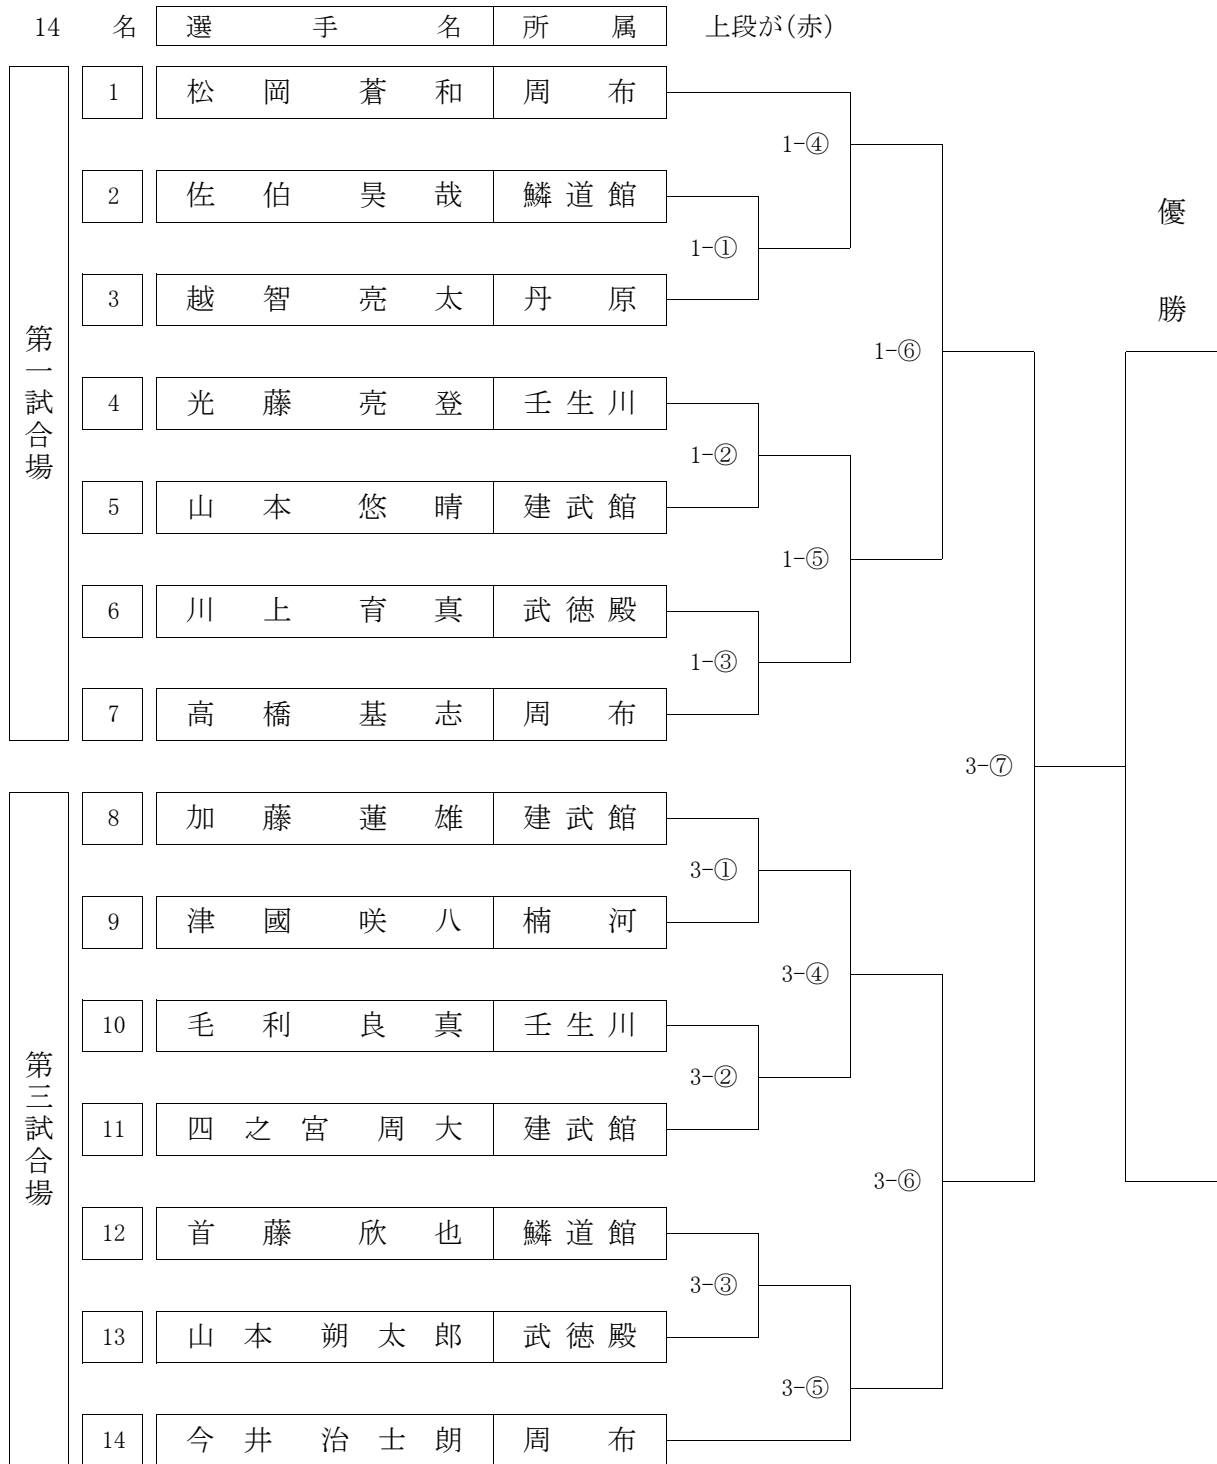 14 名 選手名 所属 上段が(赤)
第一試合場
1 松岡 蒼和 周布
1-④
2 佐伯 昊哉 鱗道館
優勝
1-①
3 越智 亮太 丹原
1-⑥
4 光藤 亮登 壬生川
1-②
5 山本 悠晴 建武館
1-⑤
6 川上 育真 武徳殿
1-③
7 高橋 基志 周布
3-⑦
第三試合場
8 加藤 蓮雄 建武館
3-①
9 津國 咲八 楠河
3-④
10 毛利 良真 壬生川
3-②
11 四之宮 周大 建武館
3-⑥
12 首藤 欣也 鱗道館
3-③
13 山本 朔太郎 武徳殿
3-⑤
14 今井 治士朗 周布